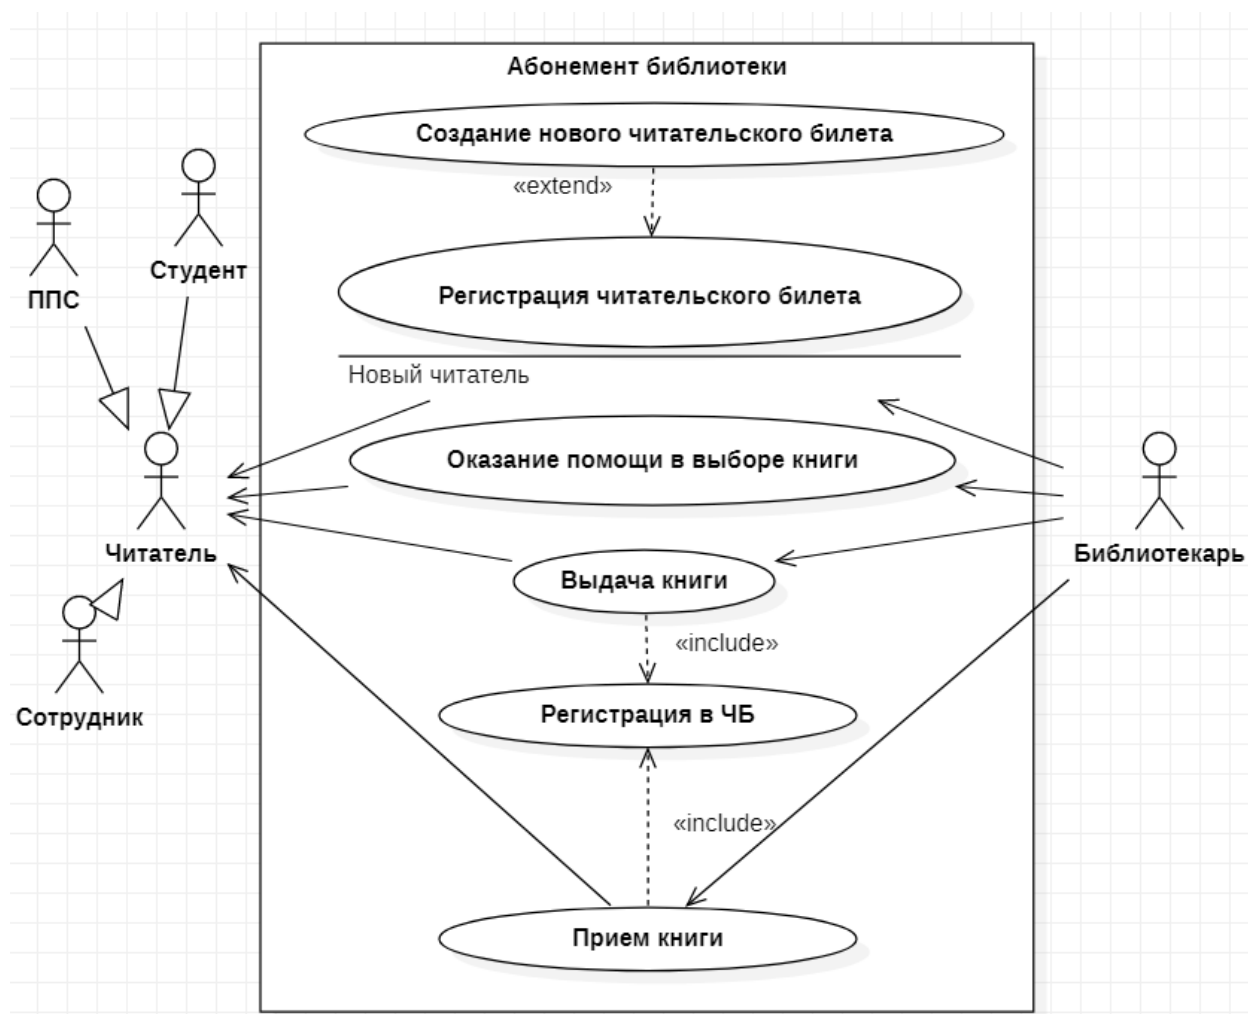 Абонемент библиотеки
Создание нового читательского билета
«extend»
Студент
ППС
Регистрация читательского билета
Новый читатель
Оказание помощи в выборе книги
Читатель
Библиотекарь
Выдача книги
«include»
Сотрудник
Регистрация в ЧБ
«include»
Прием книги